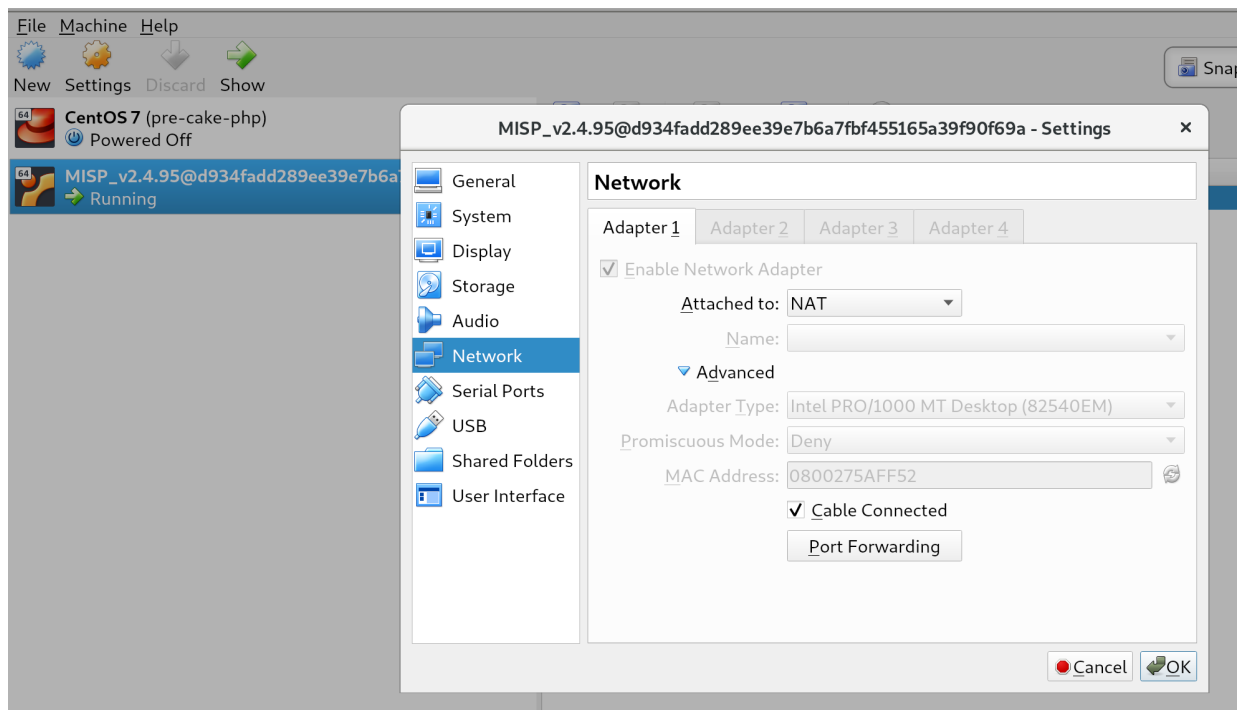 File Machine Help
New Settings Discard Show
64
CentOS 7 (pre-cake-php)
Powered Off
64
MISP_v2.4.95@d934fadd289ee39e7b6a
Running
MISP_v2.4.95@d934fadd289ee39e7b6a7fbf455165a39f90f69a - Settings
General
System
Display
Storage
Audio
Network
Serial Ports
USB
Shared Folders
User Interface
Network
Adapter 1 Adapter 2 Adapter 3 Adapter 4
Enable Network Adapter
Attached to: NAT
Name:
Advanced
Adapter Type: Intel PRO/1000 MT Desktop (82540EM)
Promiscuous Mode: Deny
MAC Address: 0800275AFF52
Cable Connected
Port Forwarding
Cancel OK